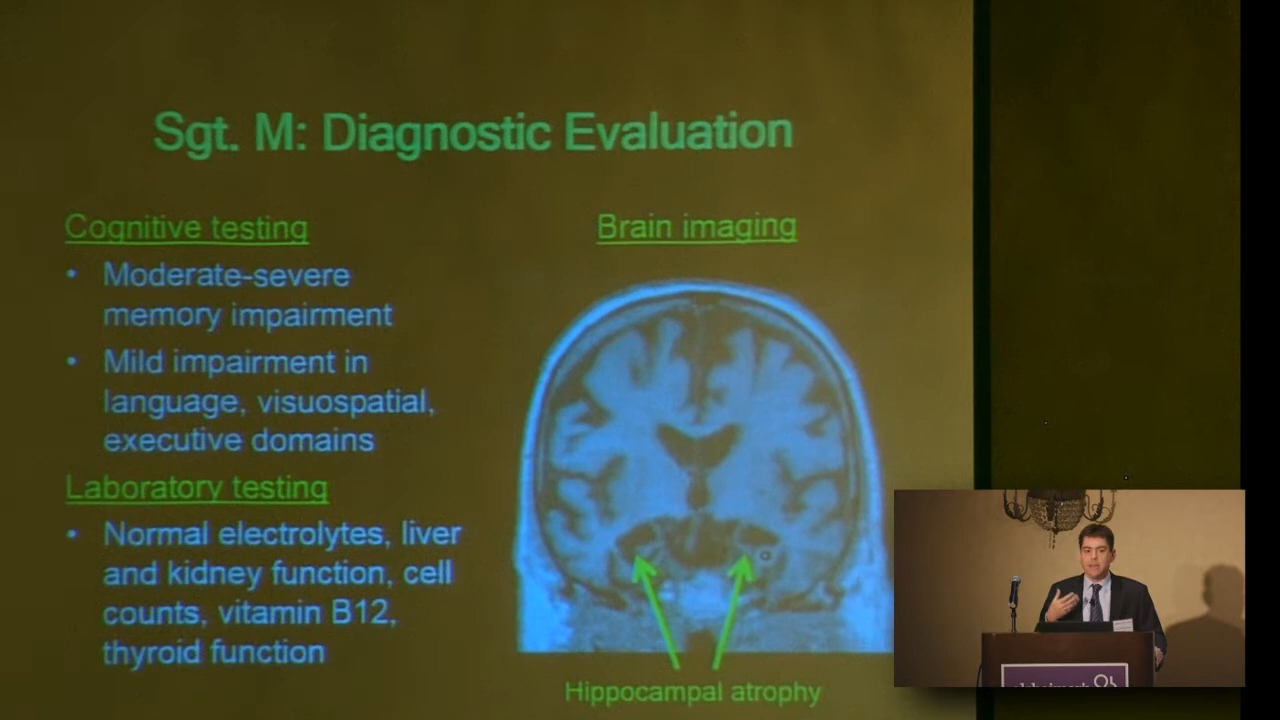 Sgt. M: Diagnostic Evaluation
Cognitive testing
• Moderate-severe
memory impairment
• Mild impairment in
language, visuospatial,
executive domains
Laboratory testing
• Normal electrolytes, liver
and kidney function, cell
counts, vitamin B12,
thyroid function
Brain imaging
Hippocampal atrophy